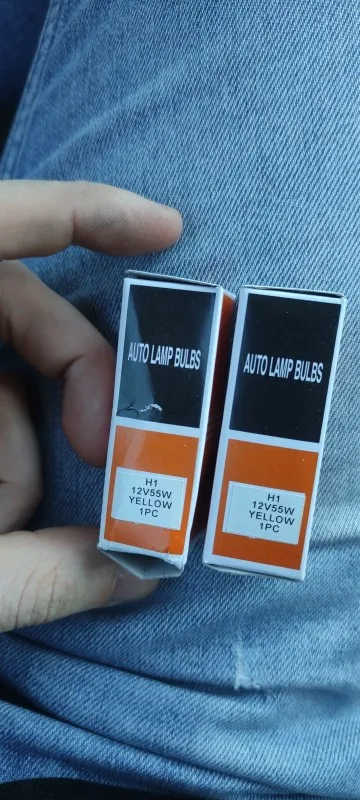 AUTO LAMP BULBS
H1
12V55W
YELLOW
1PC
AUTO LAMP BULBS
H1
12V55W
YELLOW
1PC